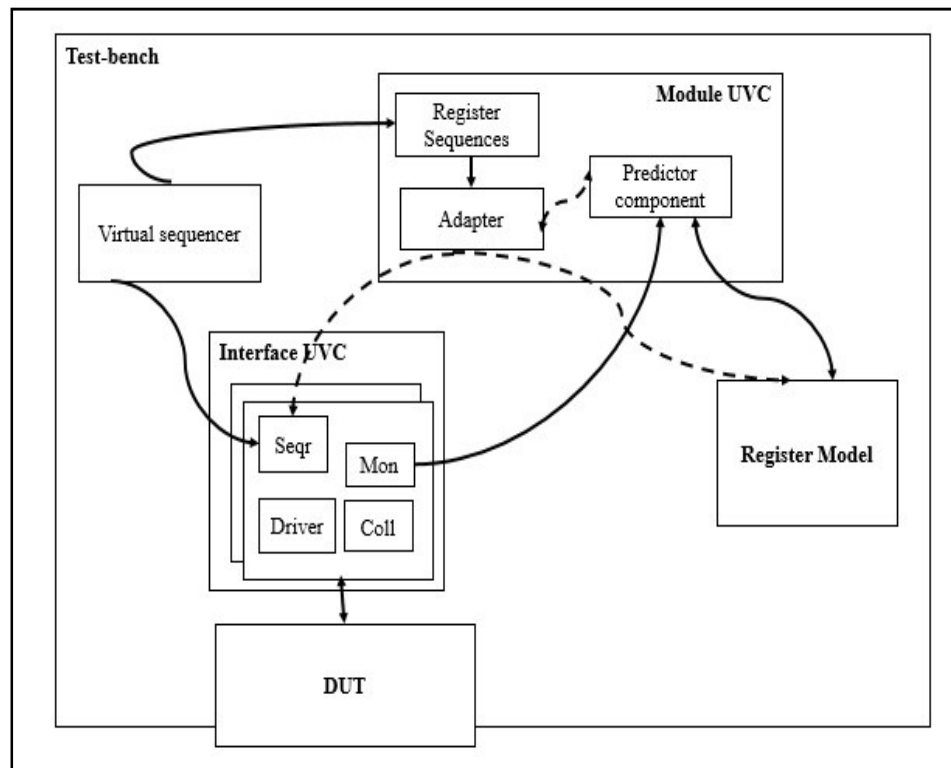 Test-bench
Module UVC
Register
Sequences
Predictor
component
Adapter
Virtual sequencer
Interface UVC
Seqr
Mon
Driver
Coll
Register Model
DUT